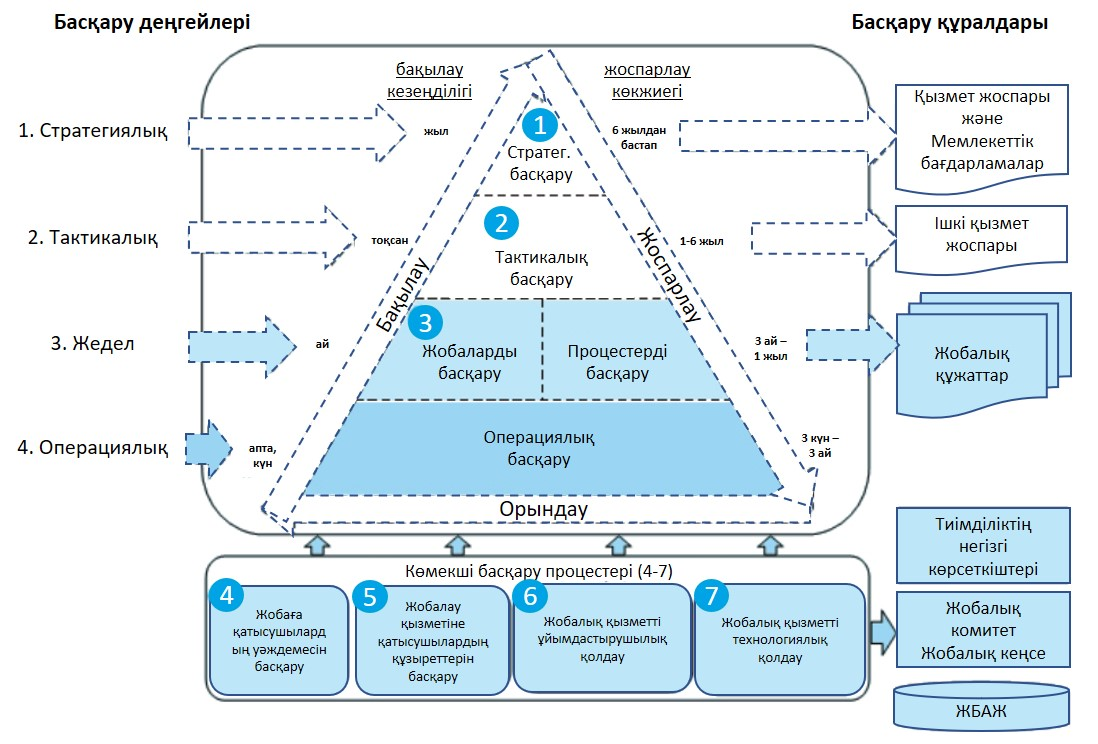 Басқару деңгейлері
Басқару құралдары
бақылау
кезеңділігі
жоспарлау
көкжиегі
1. Стратегиялық
жыл
1
Стратег.
басқару
6 жылдан
бастап
Қызмет жоспары
және
Мемлекеттік
бағдарламалар
2. Тактикалық
тоқсан
2
Тактикалық
басқару
1-6 жыл
Ішкі қызмет
жоспары
Бақылау
Жоспарлау
3. Жедел
ай
3
Жобаларды
басқару
Процестерді
басқару
3 ай –
1 жыл
Жобалық
құжаттар
4. Операциялық
апта,
күн
Операциялық
басқару
3 күн –
3 ай
Орындау
Тиімділіктің
негізгі
көрсеткіштері
Көмекші басқару процестері (4-7)
4
Жобаға
қатысушылард
ың уәждемесін
басқару
5
Жобалау
қызметіне
қатысушылардың
құзыреттерін
басқару
6
Жобалық қызметті
ұйымдастырушылық
қолдау
7
Жобалық қызметті
технологиялық
қолдау
Жобалық
комитет
Жобалық кеңсе
ЖБАЖ